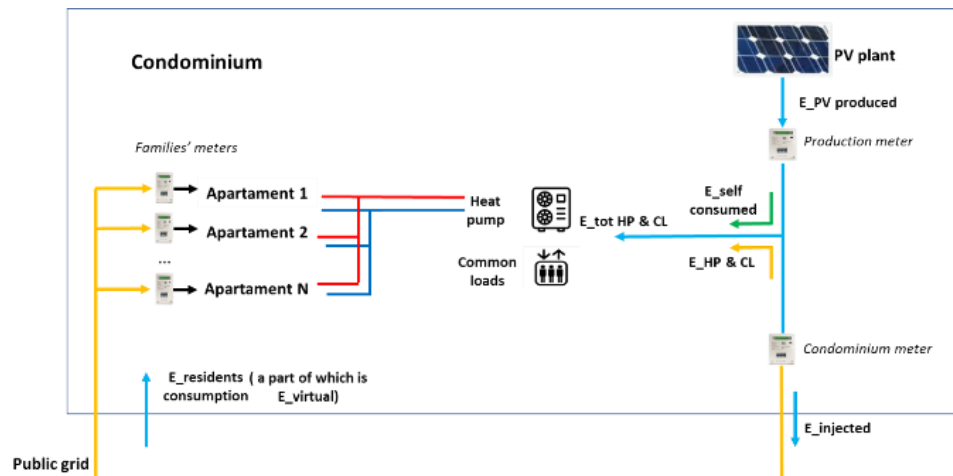 Condominium
PV plant
E_PV produced
Production meter
Families’ meters
Apartament 1
Apartament 2
...
Apartament N
Heat
pump
Common
loads
E_tot HP & CL
E_self
consumed
E_HP & CL
Condominium meter
E_residents ( a part of which is
consumption E_virtual)
E_injected
Public grid